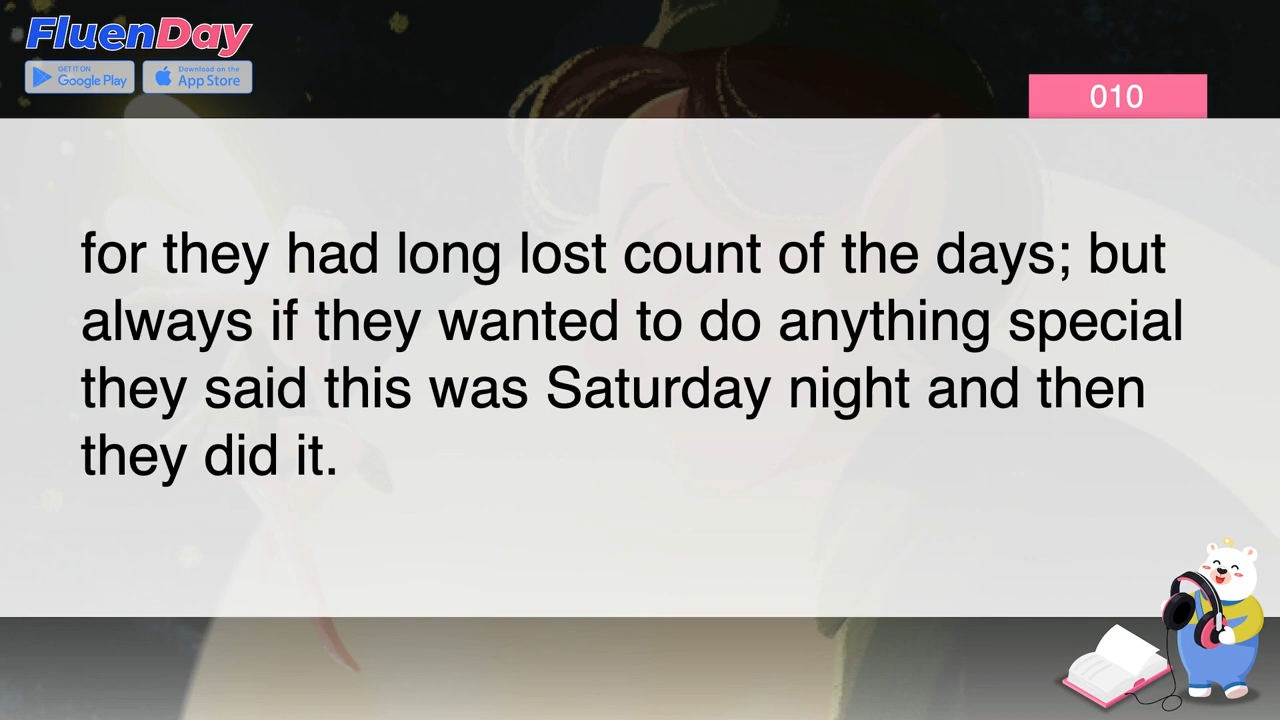 FluenDay
GET IT ON
Google Play
Download on the
App Store
010
for they had long lost count of the days; but
always if they wanted to do anything special
they said this was Saturday night and then
they did it.